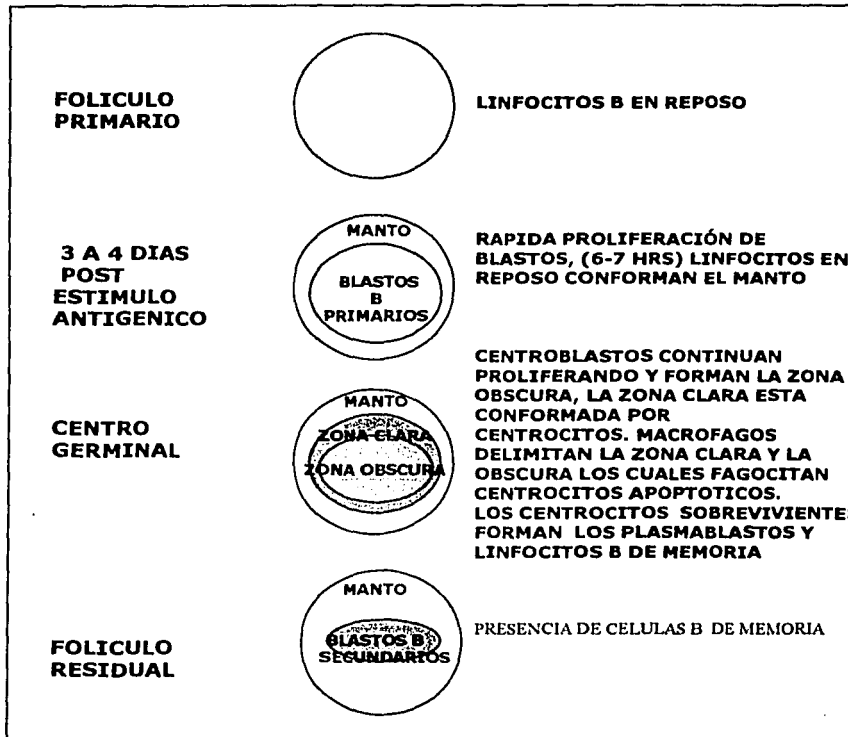 FOLICULO
PRIMARIO
LINFOCITOS B EN REPOSO
3 A 4 DIAS
POST
ESTIMULO
ANTIGENICO
MANTO
BLASTOS
B
PRIMARIOS
RAPIDA PROLIFERACIÓN DE
BLASTOS, (6-7 HRS) LINFOCITOS EN
REPOSO CONFORMAN EL MANTO
CENTRO
GERMINAL
MANTO
ZONA CLARA
ZONA OBSCURA
CENTROBLASTOS CONTINUAN
PROLIFERANDO Y FORMAN LA ZONA
OBSCURA, LA ZONA CLARA ESTA
CONFORMADA POR
CENTROCITOS. MACROFAGOS
DELIMITAN LA ZONA CLARA Y LA
OBSCURA LOS CUALES FAGOCITAN
CENTROCITOS APOPTOTICOS.
LOS CENTROCITOS SOBREVIVIENTES
FORMAN LOS PLASMABLASTOS Y
LINFOCITOS B DE MEMORIA
FOLICULO
RESIDUAL
MANTO
BLASTOS B
SECUNDARIOS
PRESENCIA DE CELULAS B DE MEMORIA